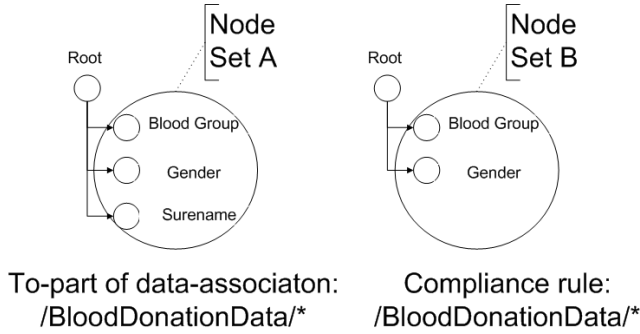 Node
Set A
Root
Blood Group
Gender
Surename
To-part of data-associaton:
/BloodDonationData/*
Node
Set B
Root
Blood Group
Gender
Compliance rule:
/BloodDonationData/*